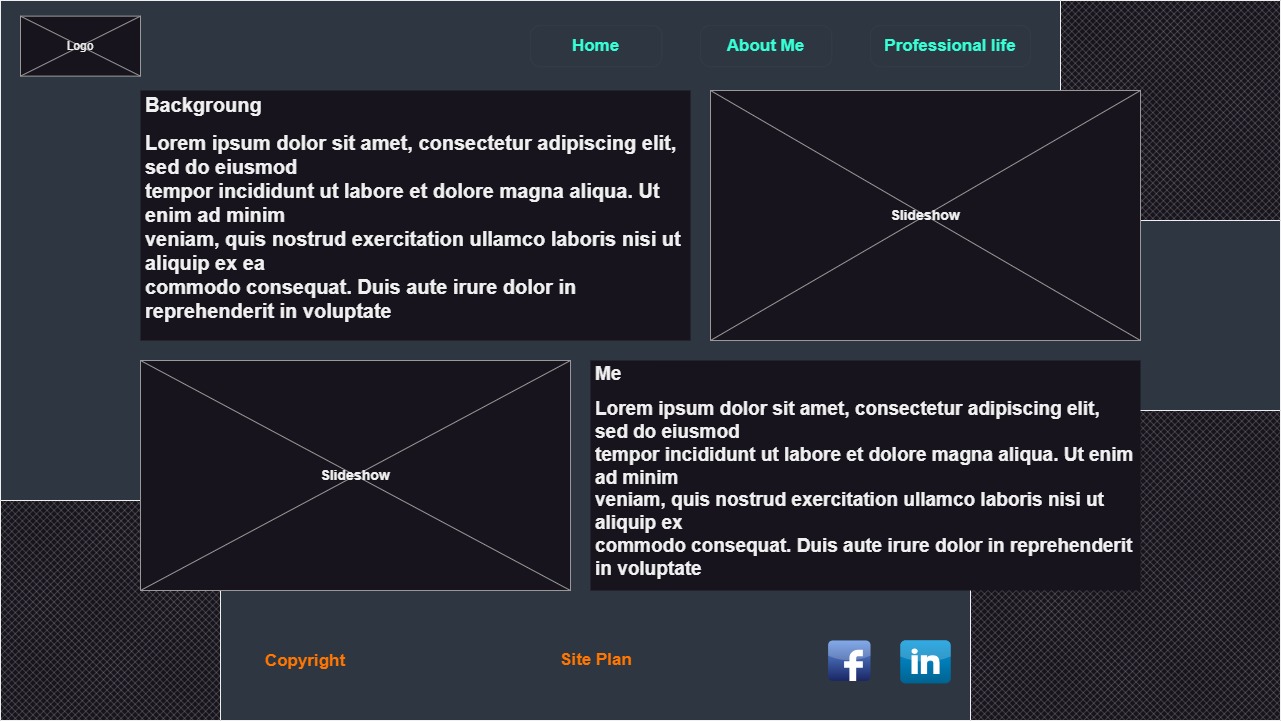 Logo
Home
About Me
Professional life
Backgroung
Lorem ipsum dolor sit amet, consectetur adipiscing elit,
sed do eiusmod
tempor incididunt ut labore et dolore magna aliqua. Ut
enim ad minim
veniam, quis nostrud exercitation ullamco laboris nisi ut
aliquip ex ea
commodo consequat. Duis aute irure dolor in
reprehenderit in voluptate
Slideshow
Slideshow
Me
Lorem ipsum dolor sit amet, consectetur adipiscing elit,
sed do eiusmod
tempor incididunt ut labore et dolore magna aliqua. Ut enim
ad minim
veniam, quis nostrud exercitation ullamco laboris nisi ut
aliquip ex
commodo consequat. Duis aute irure dolor in reprehenderit
in voluptate
Copyright
Site Plan
f
in